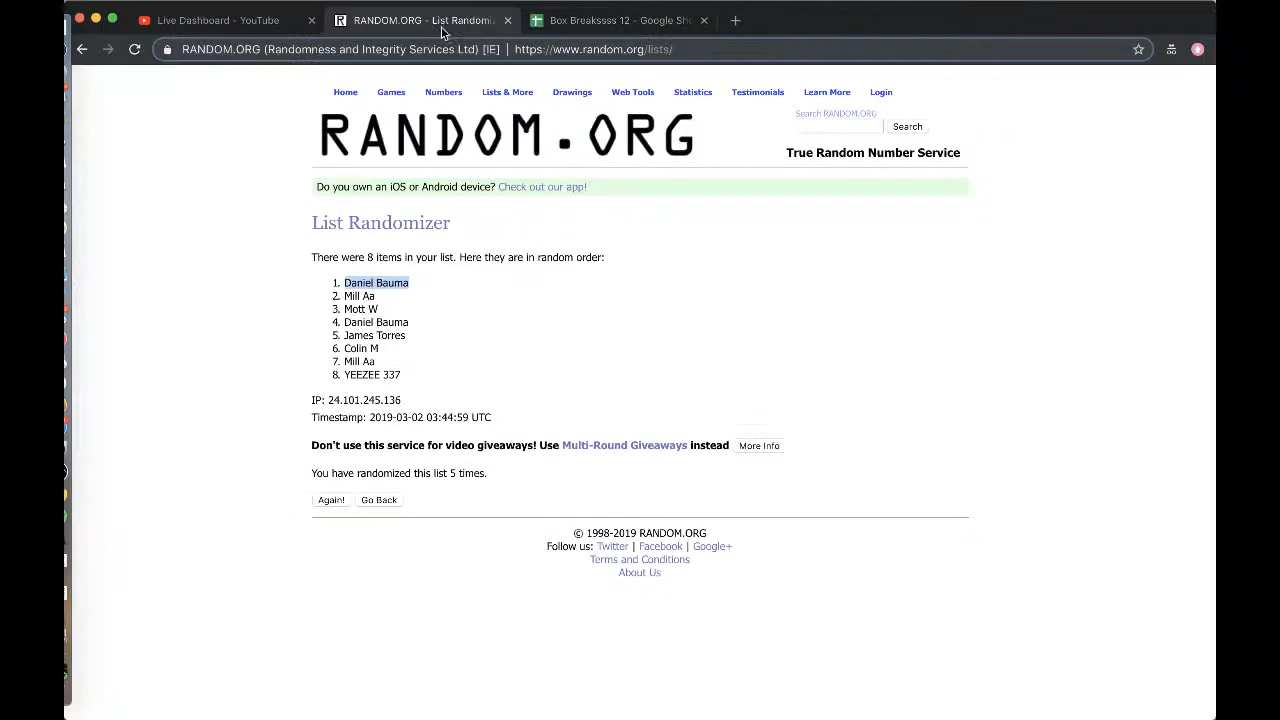 Live Dashboard - YouTube
RANDOM.ORG - List Randomiz
Box Breakssss 12 - Google She
RANDOM.ORG (Randomness and Integrity Services Ltd) [IE] | https://www.random.org/lists/
Home Games Numbers Lists & More Drawings Web Tools Statistics Testimonials Learn More Login
Search RANDOM.ORG
Search
RANDOM.ORG
True Random Number Service
Do you own an iOS or Android device? Check out our app!
List Randomizer
There were 8 items in your list. Here they are in random order:
1. Daniel Bauma
2. Mill Aa
3. Mott W
4. Daniel Bauma
5. James Torres
6. Colin M
7. Mill Aa
8. YEEZEE 337
IP: 24.101.245.136
Timestamp: 2019-03-02 03:44:59 UTC
Don't use this service for video giveaways! Use Multi-Round Giveaways instead More Info
You have randomized this list 5 times.
Again! Go Back
© 1998-2019 RANDOM.ORG
Follow us: Twitter | Facebook | Google+
Terms and Conditions
About Us